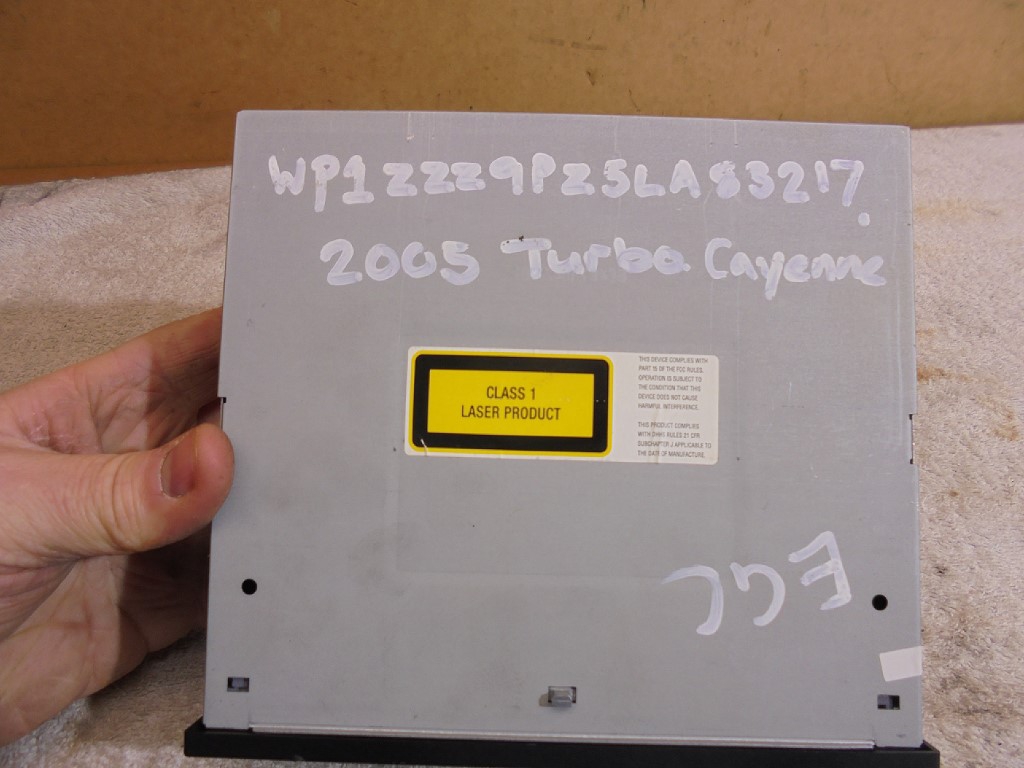 WP1ZZZ9PZ5LA83217.
2005 Turbo Cayenne
CLASS 1
LASER PRODUCT
THIS DEVICE COMPLIES WITH
PART 15 OF THE FCC RULES.
OPERATION IS SUBJECT TO
THE CONDITION THAT THIS
DEVICE DOES NOT CAUSE
HARMFUL INTERFERENCE.
THIS PRODUCT COMPLIES
WITH DHHS RULES 21 CFR
SUBCHAPTER J APPLICABLE TO
THE DATE OF MANUFACTURE.